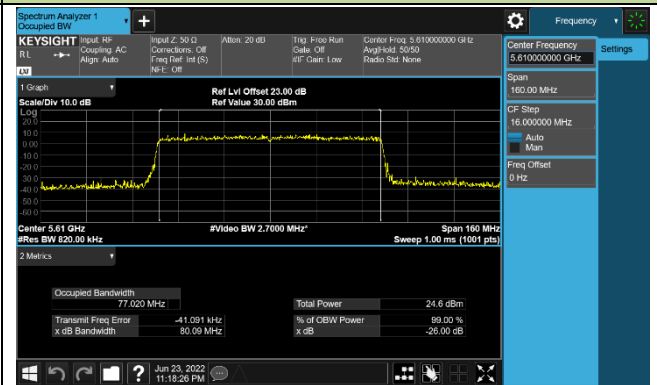 Spectrum Analyzer 1
Occupied BW
Frequency
KEYSIGHT
Input: RF
Coupling: AC
Align: Auto
Input Z: 50 Ω
Corrections: Off
Freq Ref: Int (S)
NFE: Off
Atten: 20 dB
Trig: Free Run
Gate: Off
#IF Gain: Low
Center Freq: 5.610000000 GHz
Avg|Hold: 50/50
Radio Std: None
RL
LXI
1 Graph
Scale/Div 10.0 dB
Ref Lvl Offset 23.00 dB
Ref Value 30.00 dBm
Log
20.0
10.0
0.00
-10.0
-20.0
-30.0
-40.0
-50.0
-60.0
Center 5.61 GHz
#Video BW 2.7000 MHz*
Span 160 MHz
#Res BW 820.00 kHz
Sweep 1.00 ms (1001 pts)
2 Metrics
Occupied Bandwidth
77.020 MHz
Total Power
24.6 dBm
Transmit Freq Error
-41.091 kHz
% of OBW Power
99.00 %
x dB Bandwidth
80.09 MHz
x dB
-26.00 dB
Jun 23, 2022
11:18:26 PM
Center Frequency
5.610000000 GHz
Settings
Span
160.00 MHz
CF Step
16.000000 MHz
Auto
Man
Freq Offset
0 Hz